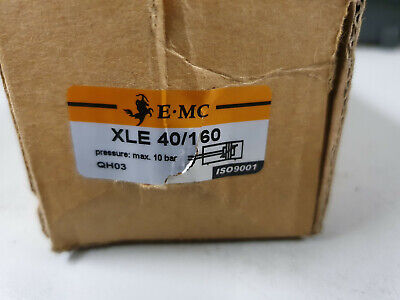 E·MC
XLE 40/160
pressure: max. 10 bar
QH03
ISO9001